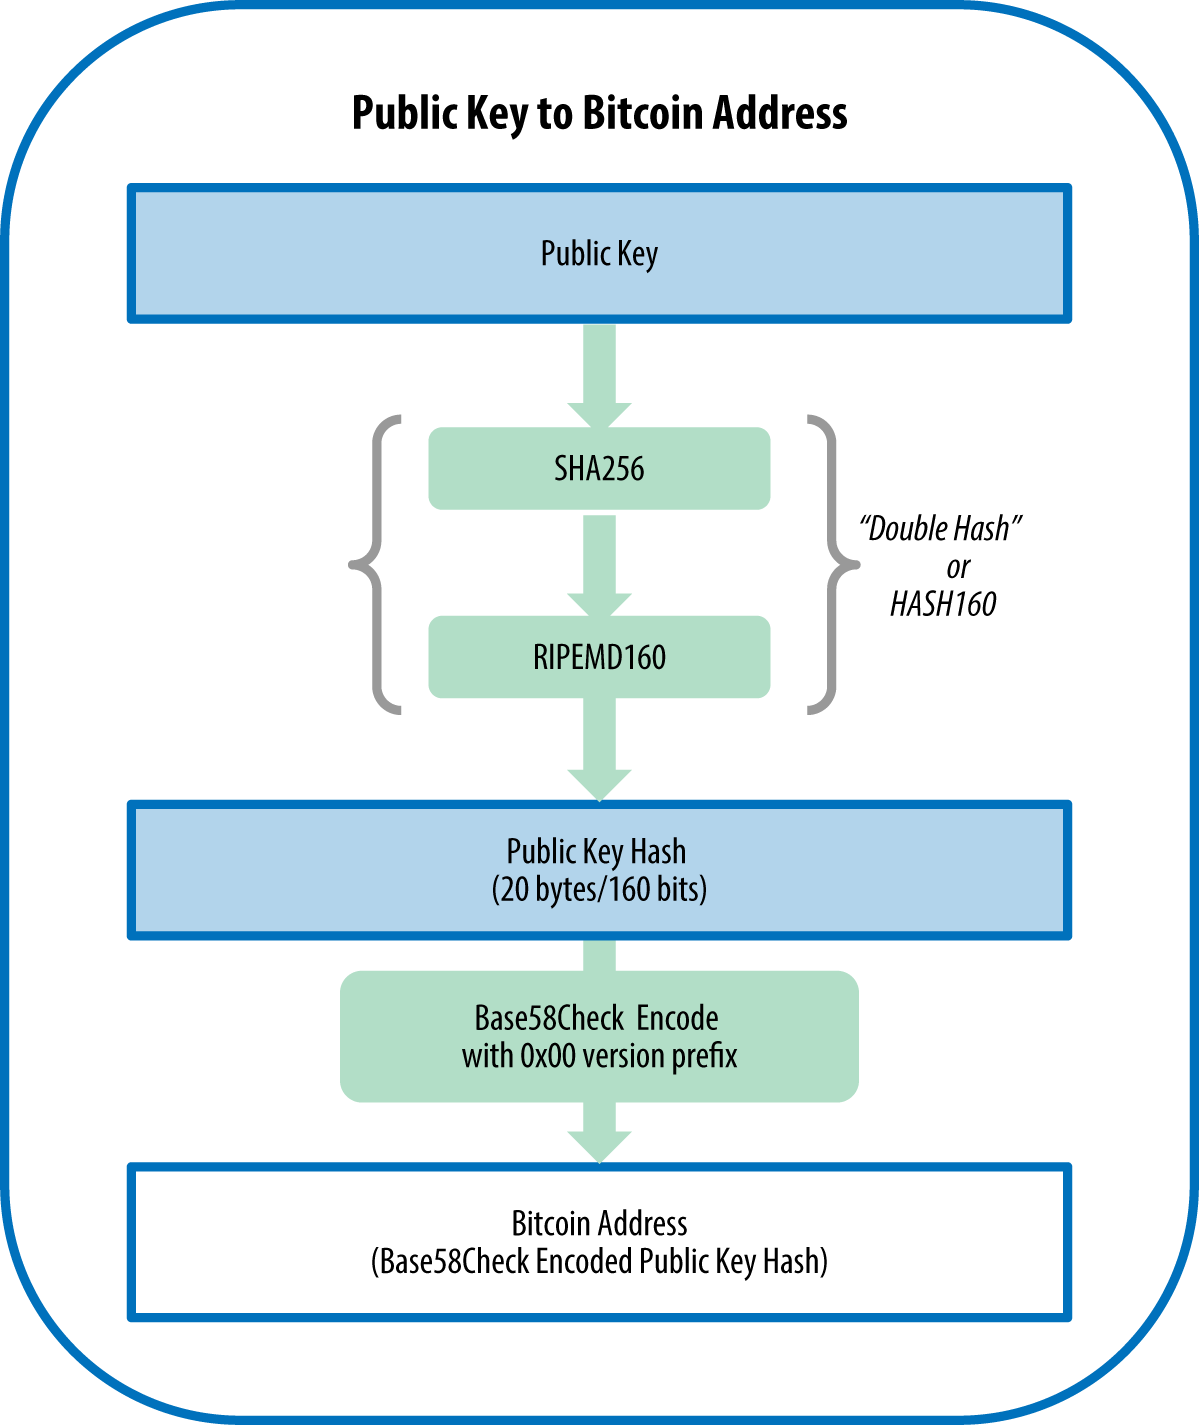 Public Key to Bitcoin Address
Public Key
SHA256
“Double Hash”
or
HASH160
RIPEMD160
Public Key Hash
(20 bytes/160 bits)
Base58Check Encode
with 0x00 version prefix
Bitcoin Address
(Base58Check Encoded Public Key Hash)